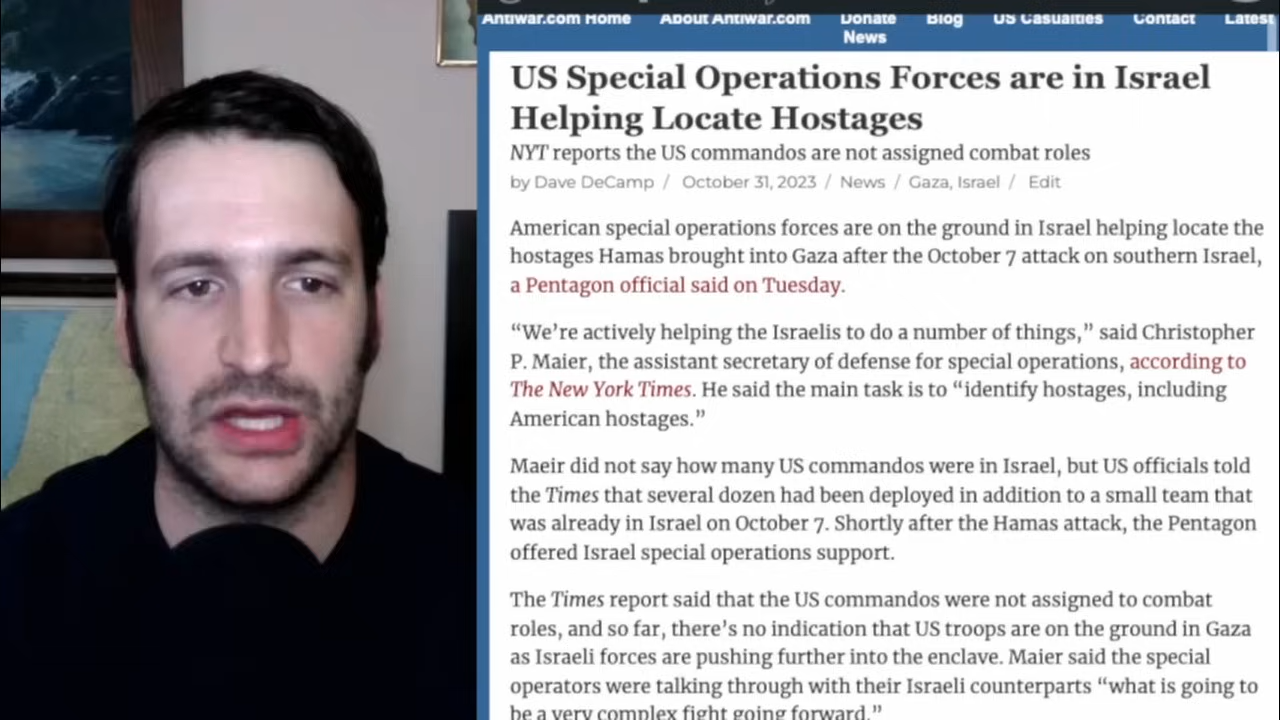 Antiwar.com Home About Antiwar.com Donate Blog US Casualties Contact Latest
News
US Special Operations Forces are in Israel
Helping Locate Hostages
NYT reports the US commandos are not assigned combat roles
by Dave DeCamp / October 31, 2023 / News / Gaza, Israel / Edit
American special operations forces are on the ground in Israel helping locate the
hostages Hamas brought into Gaza after the October 7 attack on southern Israel,
a Pentagon official said on Tuesday.
“We’re actively helping the Israelis to do a number of things,” said Christopher
P. Maier, the assistant secretary of defense for special operations, according to
The New York Times. He said the main task is to “identify hostages, including
American hostages.”
Maeir did not say how many US commandos were in Israel, but US officials told
the Times that several dozen had been deployed in addition to a small team that
was already in Israel on October 7. Shortly after the Hamas attack, the Pentagon
offered Israel special operations support.
The Times report said that the US commandos were not assigned to combat
roles, and so far, there’s no indication that US troops are on the ground in Gaza
as Israeli forces are pushing further into the enclave. Maier said the special
operators were talking through with their Israeli counterparts “what is going to
be a very complex fight going forward.”